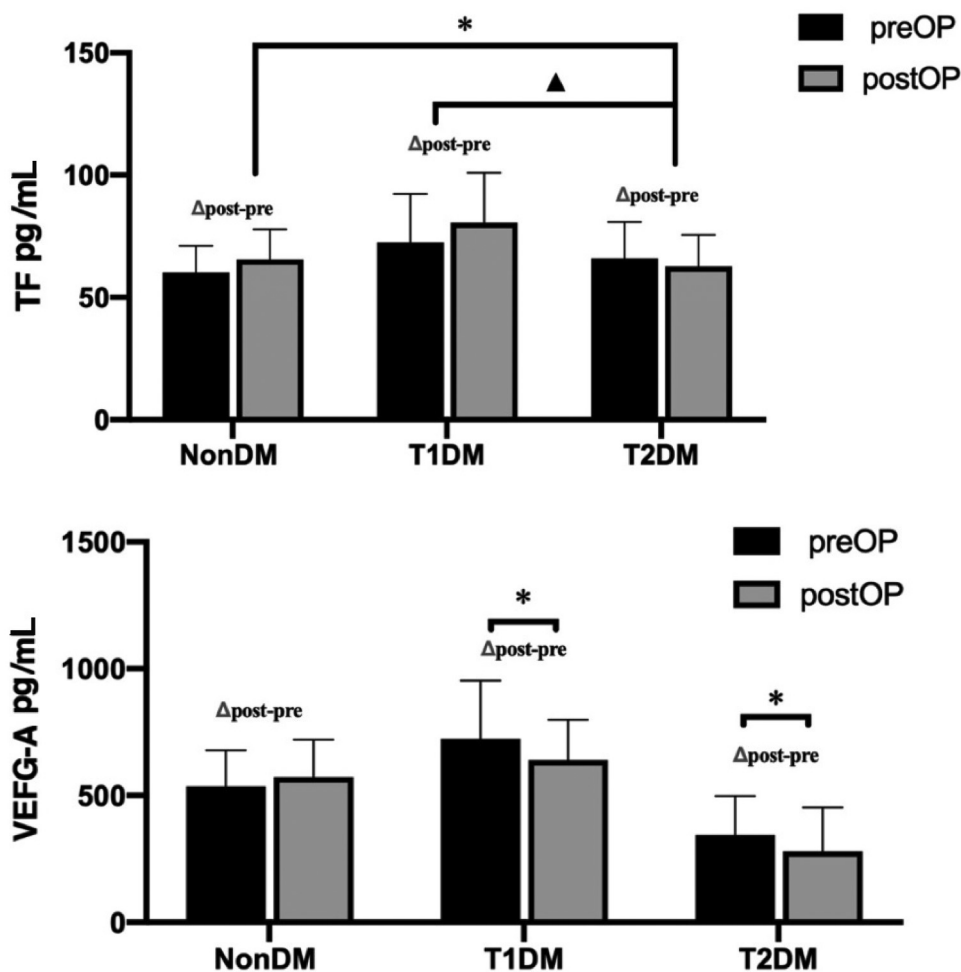 preOP
postOP
TF pg/mL
150
100
50
0
*
▲
Δpost-pre
Δpost-pre
Δpost-pre
NonDM T1DM T2DM
preOP
postOP
VEFG-A pg/mL
1500
1000
500
0
*
*
Δpost-pre
Δpost-pre
Δpost-pre
NonDM T1DM T2DM